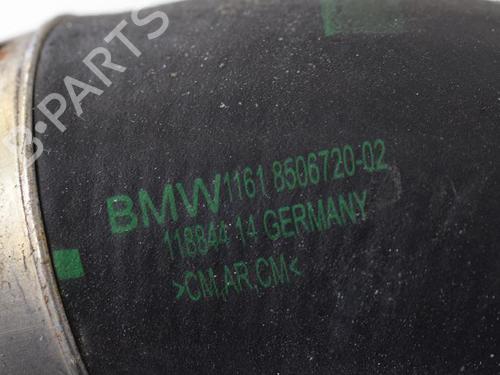 B-PARTS
BMW 1161 8506720-02
118844 14 GERMANY
>CM,AR,CM<